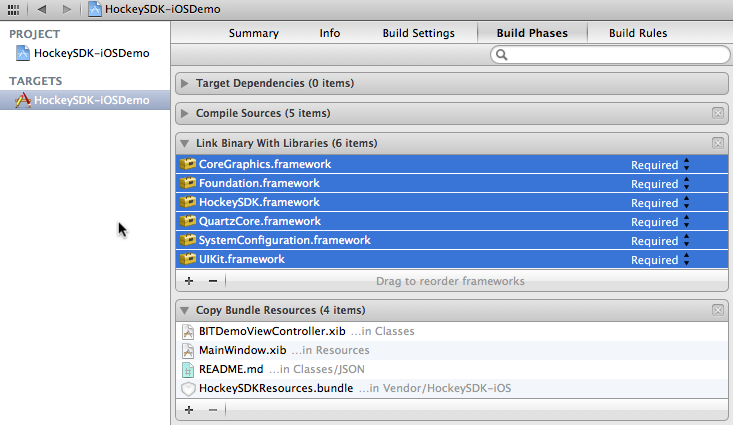 HockeySDK-iOSDemo
PROJECT
HockeySDK-iOSDemo
TARGETS
HockeySDK-iOSDemo
Summary Info Build Settings Build Phases Build Rules
Target Dependencies (0 items)
Compile Sources (5 items)
Link Binary With Libraries (6 items)
CoreGraphics.framework Required
Foundation.framework Required
HockeySDK.framework Required
QuartzCore.framework Required
SystemConfiguration.framework Required
UIKit.framework Required
+ − Drag to reorder frameworks
Copy Bundle Resources (4 items)
BITDemoViewController.xib ...in Classes
MainWindow.xib ...in Resources
README.md ...in Classes/JSON
HockeySDKResources.bundle ...in Vendor/HockeySDK-iOS
+ −